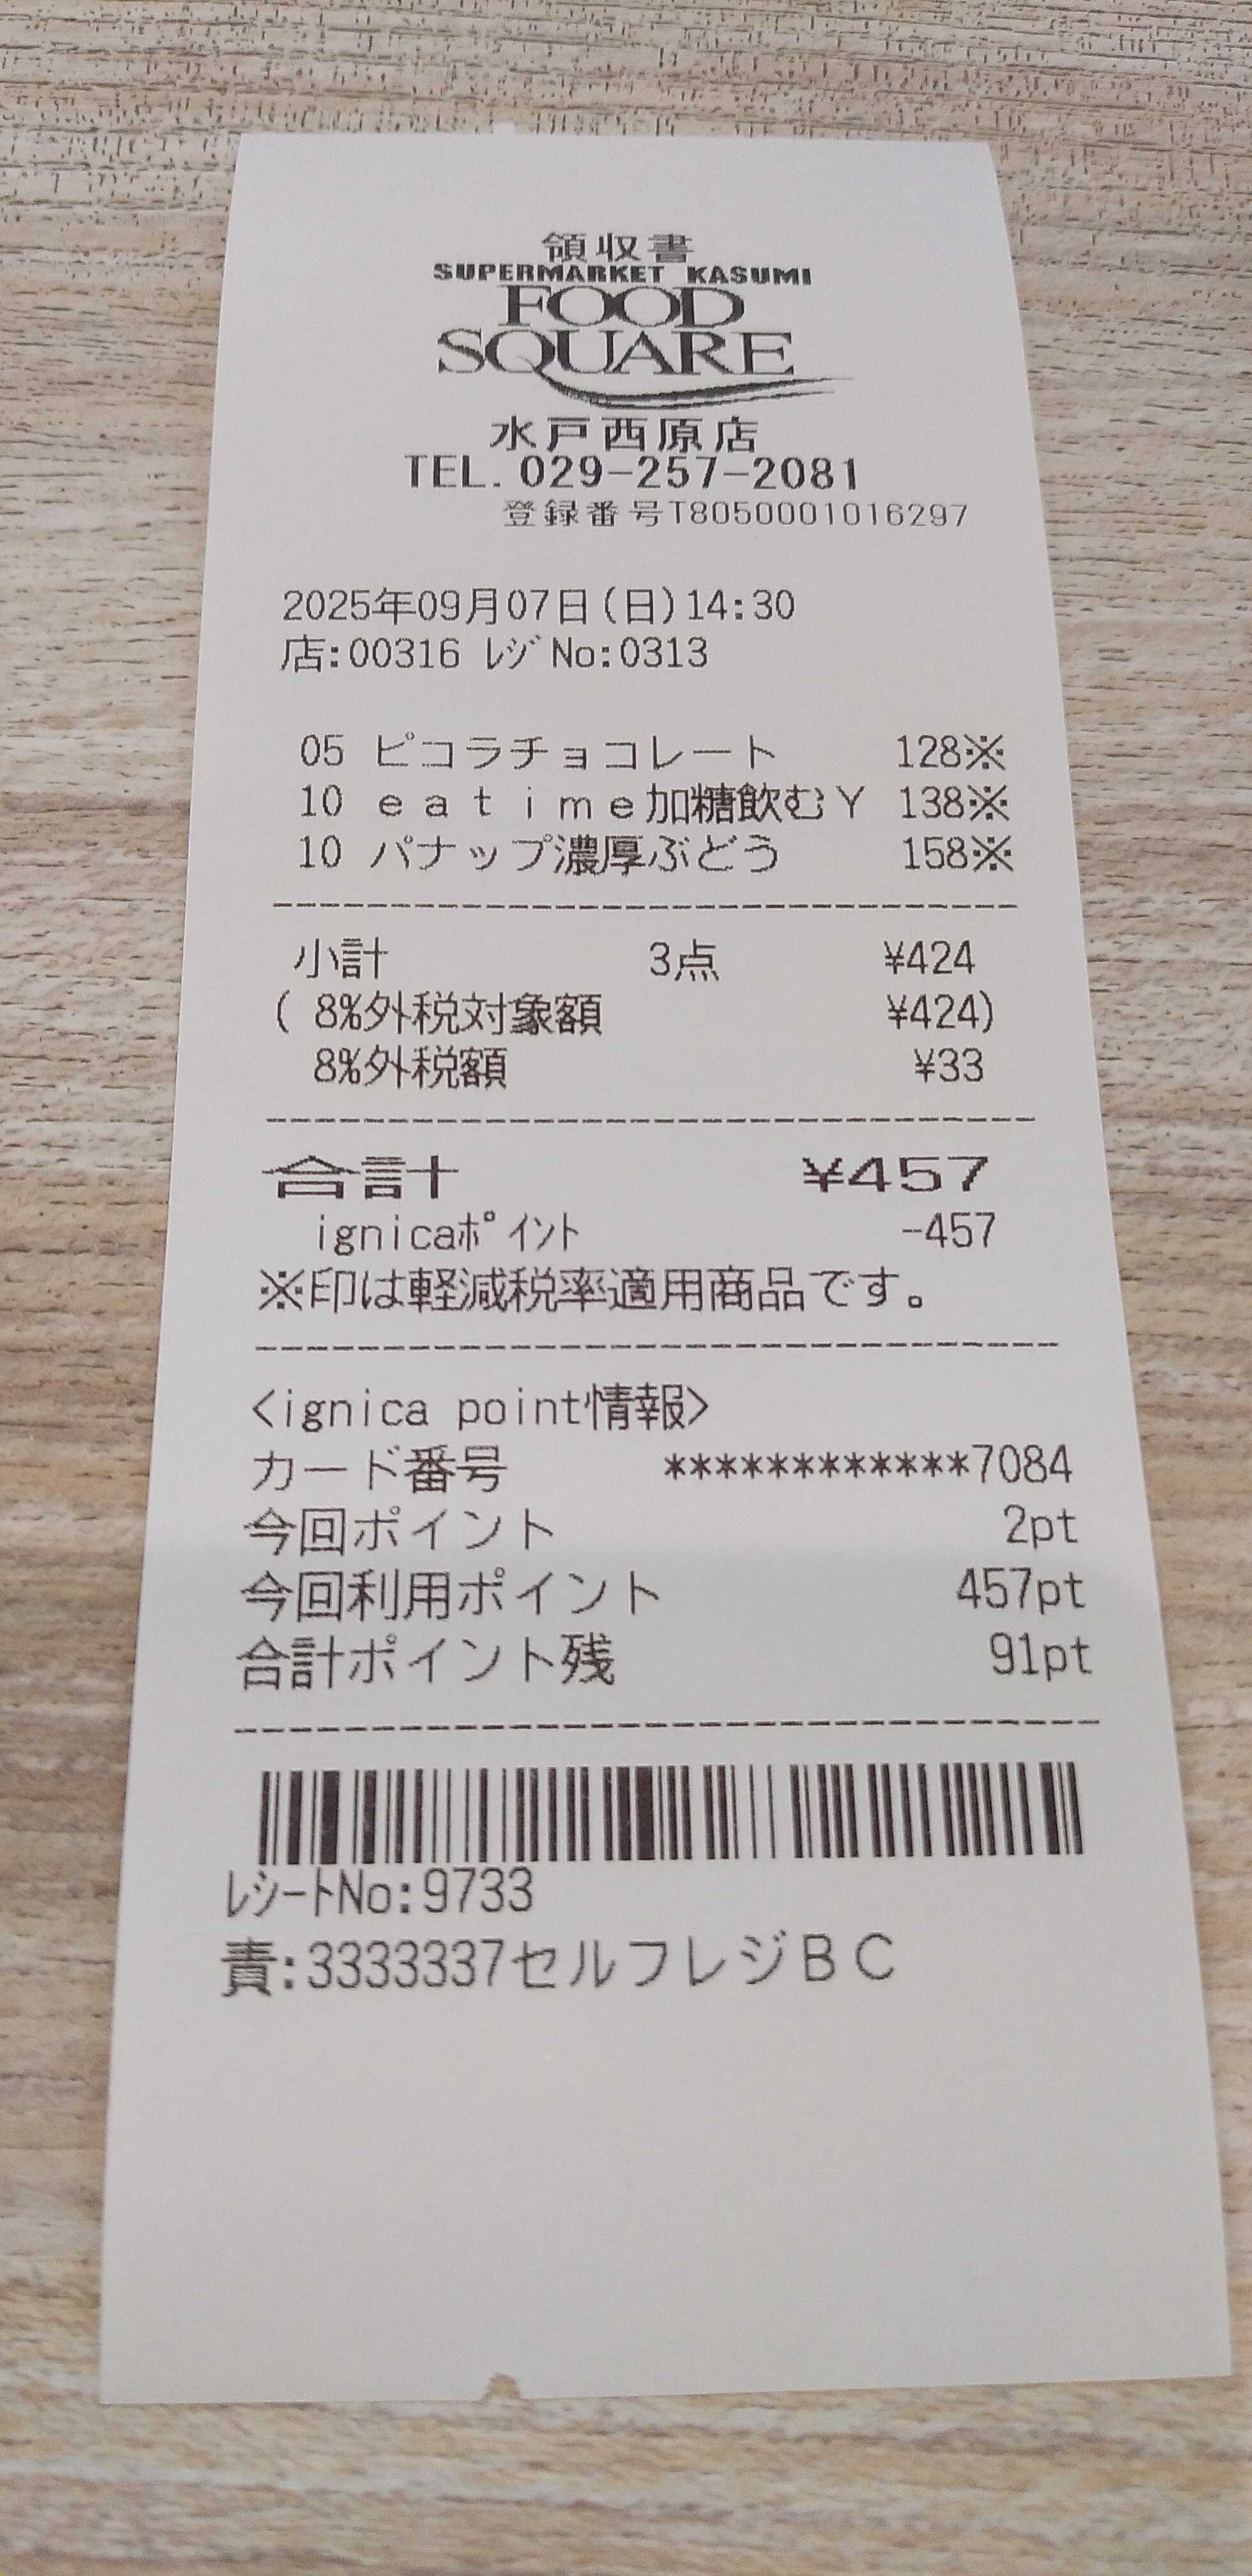 領収書
SUPERMARKET KASUMI
FOOD
SQUARE
水戸西原店
TEL. 029-257-2081
登録番号T8050001016297
2025年09月07日(日)14:30
店:00316 ﾚｼﾞNo:0313
05 ピコラチョコレート 128※
10 ｅａｔｉｍｅ加糖飲むＹ 138※
10 パナップ濃厚ぶどう 158※
小計 3点 ¥424
( 8%外税対象額 ¥424)
8%外税額 ¥33
合計 ¥457
ignicaﾎﾟｲﾝﾄ -457
※印は軽減税率適用商品です。
<ignica point情報>
カード番号 ************7084
今回ポイント 2pt
今回利用ポイント 457pt
合計ポイント残 91pt
ﾚｼｰﾄNo:9733
責:3333337セルフレジＢＣ